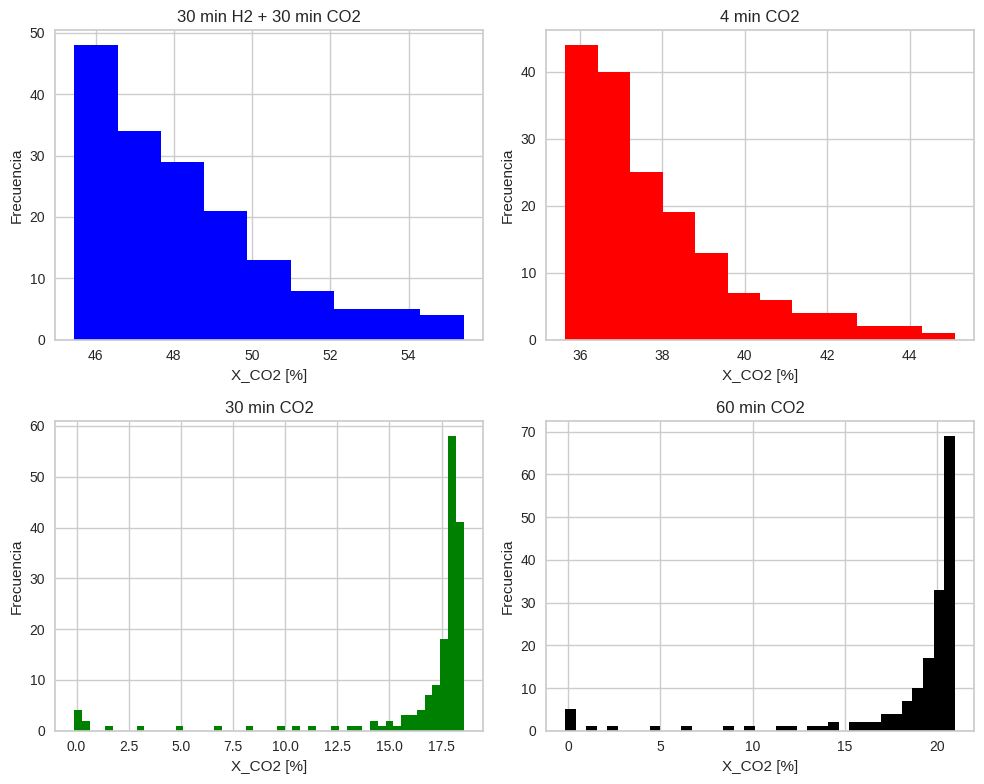 30 min H2 + 30 min CO2
50
40
30
20
10
0
Frecuencia
46 48 50 52 54
X_CO2 [%]
4 min CO2
40
30
20
10
0
Frecuencia
36 38 40 42 44
X_CO2 [%]
30 min CO2
60
50
40
30
20
10
0
Frecuencia
0.0 2.5 5.0 7.5 10.0 12.5 15.0 17.5
X_CO2 [%]
60 min CO2
70
60
50
40
30
20
10
0
Frecuencia
0 5 10 15 20
X_CO2 [%]